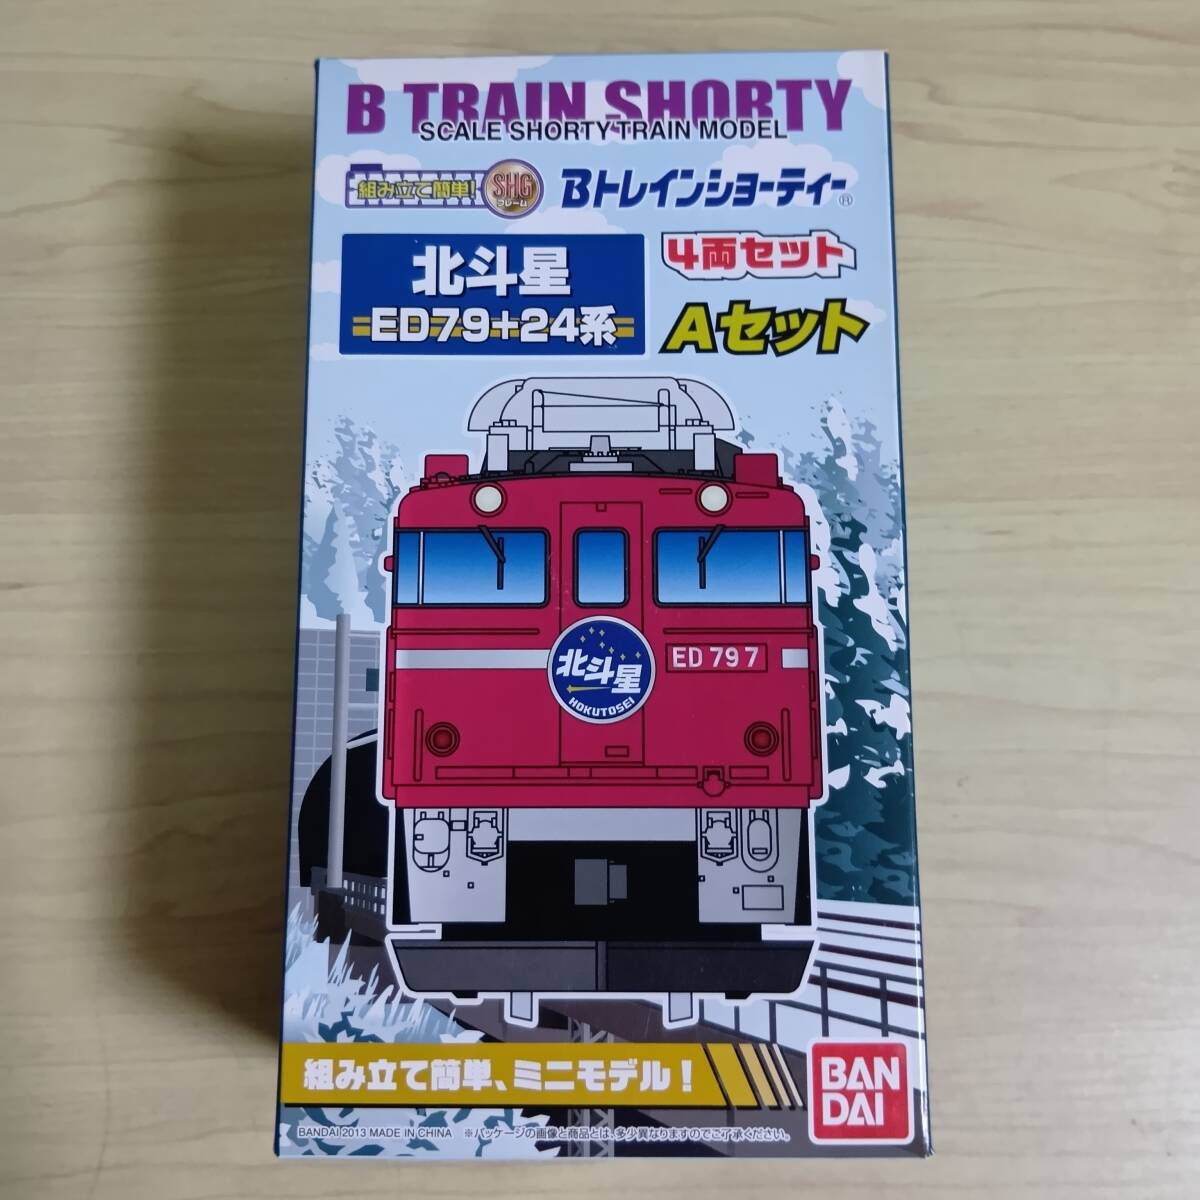 B TRAIN SHORTY
SCALE SHORTY TRAIN MODEL
組み立て簡単!
SHG
フレーム
Bトレインショーティー®
北斗星
ED79+24系
4両セット
Aセット
北斗星
HOKUTOSEI
ED 79 7
組み立て簡単、ミニモデル!
BAN
DAI
BANDAI 2013 MADE IN CHINA ※パッケージの画像と商品とは、多少異なりますのでご了承ください。